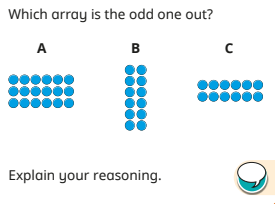 Which array is the odd one out?
A B C
Explain your reasoning.